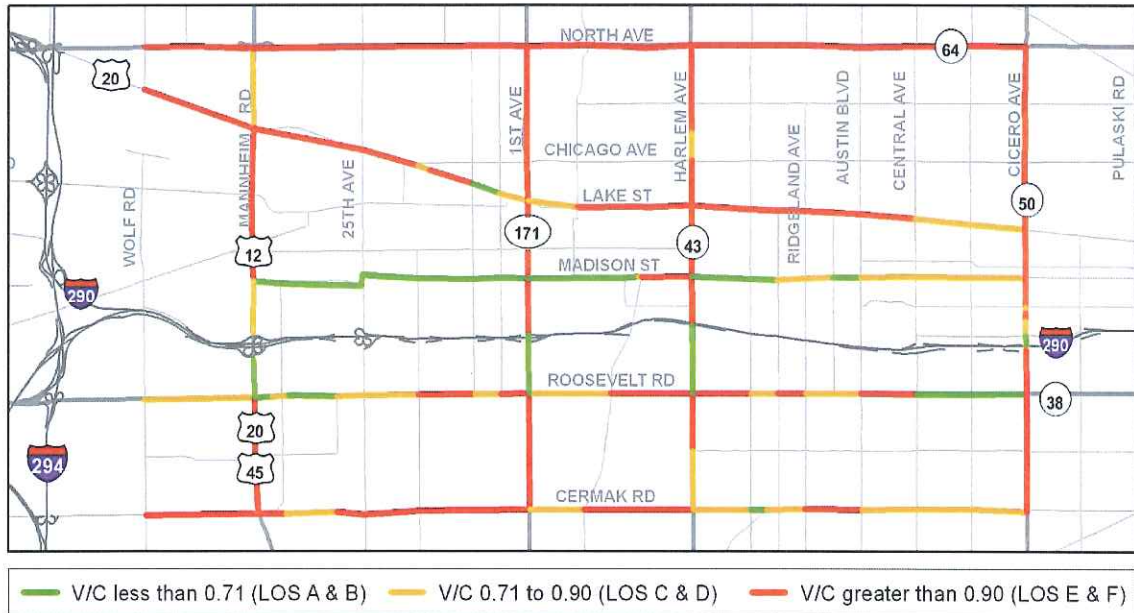 NORTH AVE
64
20
WOLF RD
MANNHEIM RD
25TH AVE
1ST AVE
HARLEM AVE
RIDGELAND AVE
AUSTIN BLVD
CENTRAL AVE
CICERO AVE
PULASKI RD
CHICAGO AVE
LAKE ST
50
171
43
12
MADISON ST
290
290
ROOSEVELT RD
38
20
45
294
CERMAK RD
V/C less than 0.71 (LOS A & B)
V/C 0.71 to 0.90 (LOS C & D)
V/C greater than 0.90 (LOS E & F)